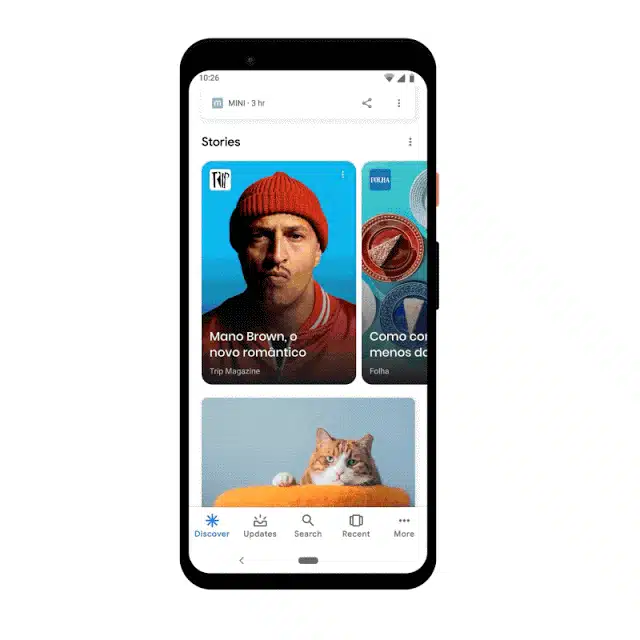 10:26
m
MINI · 3 hr
Stories
Trip
Mano Brown, o
novo romântico
Trip Magazine
FOLHA
Como co
menos do
Folha
Discover
Updates
Search
Recent
More